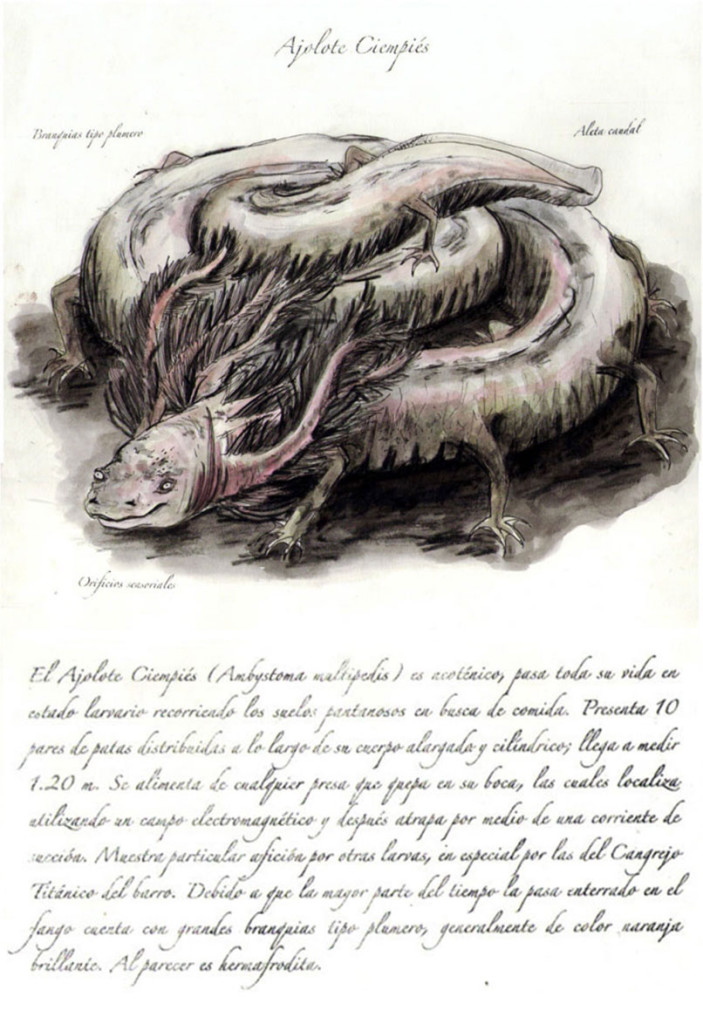 Ajolote Ciempiés
Branquias tipo plumero
Aleta caudal
Orificios sensoriales
El Ajolote Ciempiés (Ambystoma multipedis) es neoténico, pasa toda su vida en
estado larvario recorriendo los suelos pantanosos en busca de comida. Presenta 10
pares de patas distribuidas a lo largo de su cuerpo alargado y cilíndrico; llega a medir
1.20 m. Se alimenta de cualquier presa que quepa en su boca, las cuales localiza
utilizando un campo electromagnético y después atrapa por medio de una corriente de
succión. Muestra particular afición por otras larvas, en especial por las del Cangrejo
Titánico del barro. Debido a que la mayor parte del tiempo la pasa enterrado en el
fango cuenta con grandes branquias tipo plumero, generalmente de color naranja
brillante. Al parecer es hermafrodita.